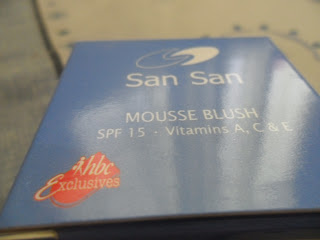 San San
MOUSSE BLUSH
SPF 15 · Vitamins A, C & E
hbc
Exclusives